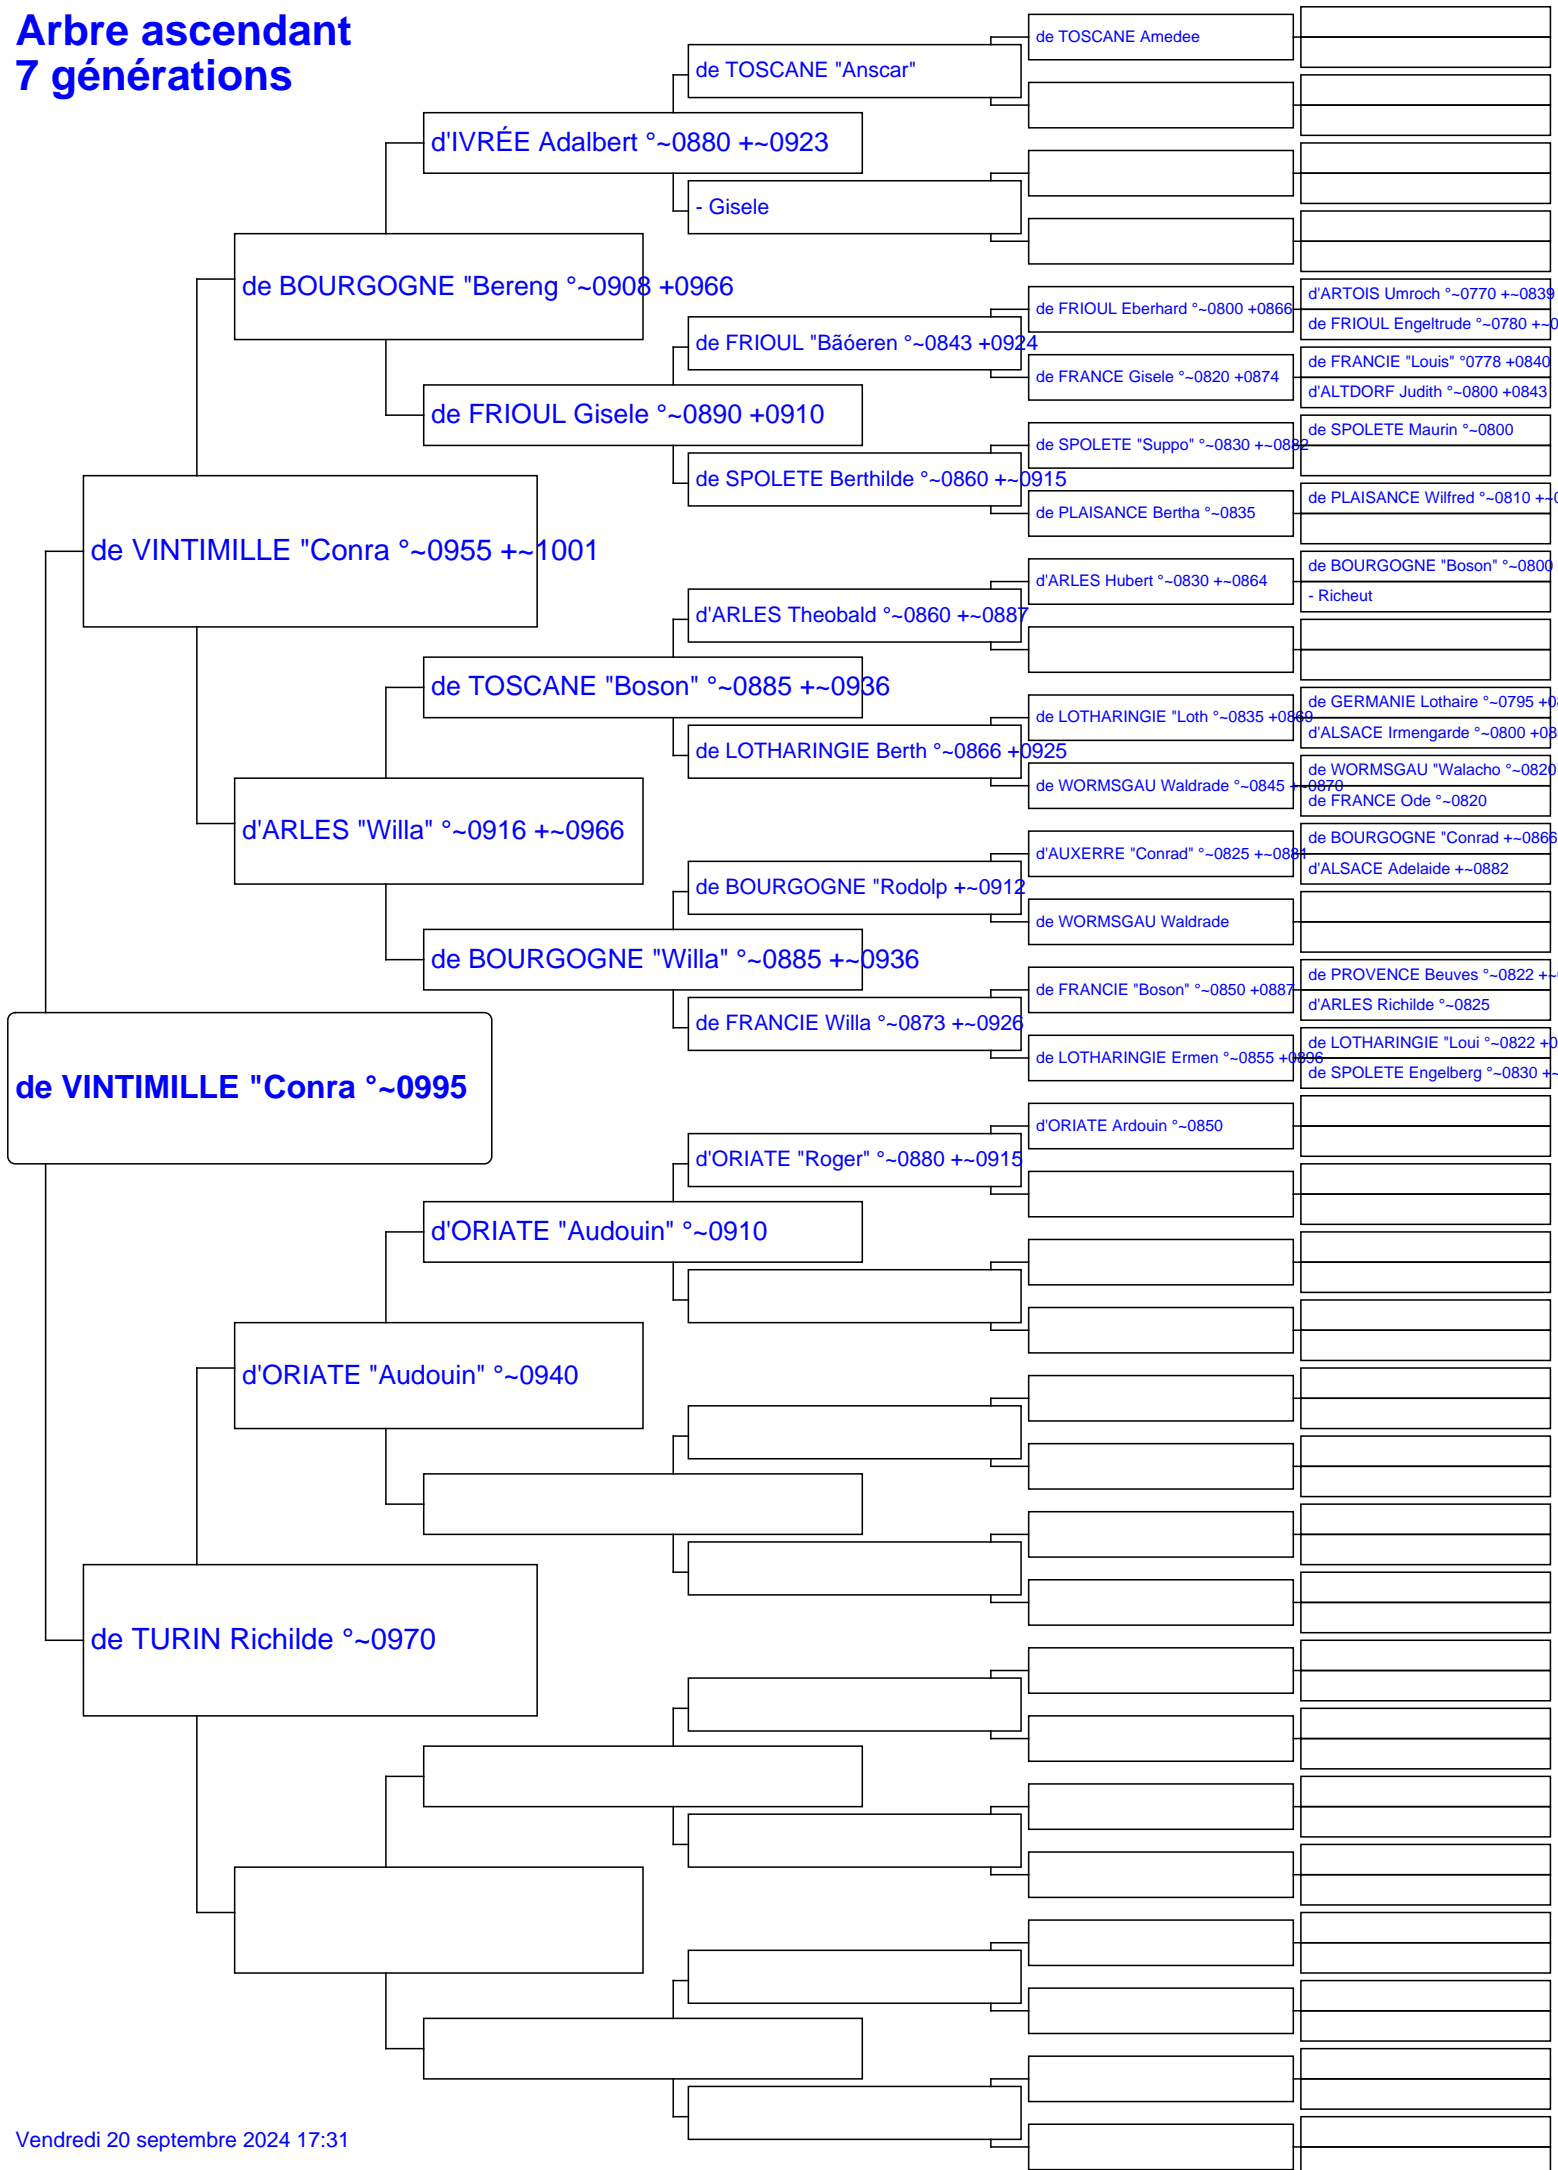 Arbre ascendant
7 générations
de TOSCANE Amedee
de TOSCANE "Anscar"
d'IVRÉE Adalbert °~0880 +~0923
- Gisele
de BOURGOGNE "Bereng °~0908 +0966
d'ARTOIS Umroch °~0770 +~0839
de FRIOUL Eberhard °~0800 +0866
de FRIOUL Engeltrude °~0780 +~0
de FRIOUL "Bãóeren °~0843 +0924
de FRANCIE "Louis" °0778 +0840
de FRANCE Gisele °~0820 +0874
d'ALTDORF Judith °~0800 +0843
de FRIOUL Gisele °~0890 +0910
de SPOLETE Maurin °~0800
de SPOLETE "Suppo" °~0830 +~0882
de SPOLETE Berthilde °~0860 +~0915
de PLAISANCE Wilfred °~0810 +~0
de PLAISANCE Bertha °~0835
de VINTIMILLE "Conra °~0955 +~1001
de BOURGOGNE "Boson" °~0800
d'ARLES Hubert °~0830 +~0864
- Richeut
d'ARLES Theobald °~0860 +~0887
de TOSCANE "Boson" °~0885 +~0936
de GERMANIE Lothaire °~0795 +08
de LOTHARINGIE "Loth °~0835 +0869
d'ALSACE Irmengarde °~0800 +08
de LOTHARINGIE Berth °~0866 +0925
de WORMSGAU "Walacho °~0820
de WORMSGAU Waldrade °~0845 +~0870
de FRANCE Ode °~0820
d'ARLES "Willa" °~0916 +~0966
de BOURGOGNE "Conrad +~0866
d'AUXERRE "Conrad" °~0825 +~0881
d'ALSACE Adelaide +~0882
de BOURGOGNE "Rodolp +~0912
de WORMSGAU Waldrade
de BOURGOGNE "Willa" °~0885 +~0936
de PROVENCE Beuves °~0822 +~
de FRANCIE "Boson" °~0850 +0887
d'ARLES Richilde °~0825
de FRANCIE Willa °~0873 +~0926
de LOTHARINGIE "Loui °~0822 +0
de LOTHARINGIE Ermen °~0855 +0896
de SPOLETE Engelberg °~0830 +~
de VINTIMILLE "Conra °~0995
d'ORIATE Ardouin °~0850
d'ORIATE "Roger" °~0880 +~0915
d'ORIATE "Audouin" °~0910
d'ORIATE "Audouin" °~0940
de TURIN Richilde °~0970
Vendredi 20 septembre 2024 17:31